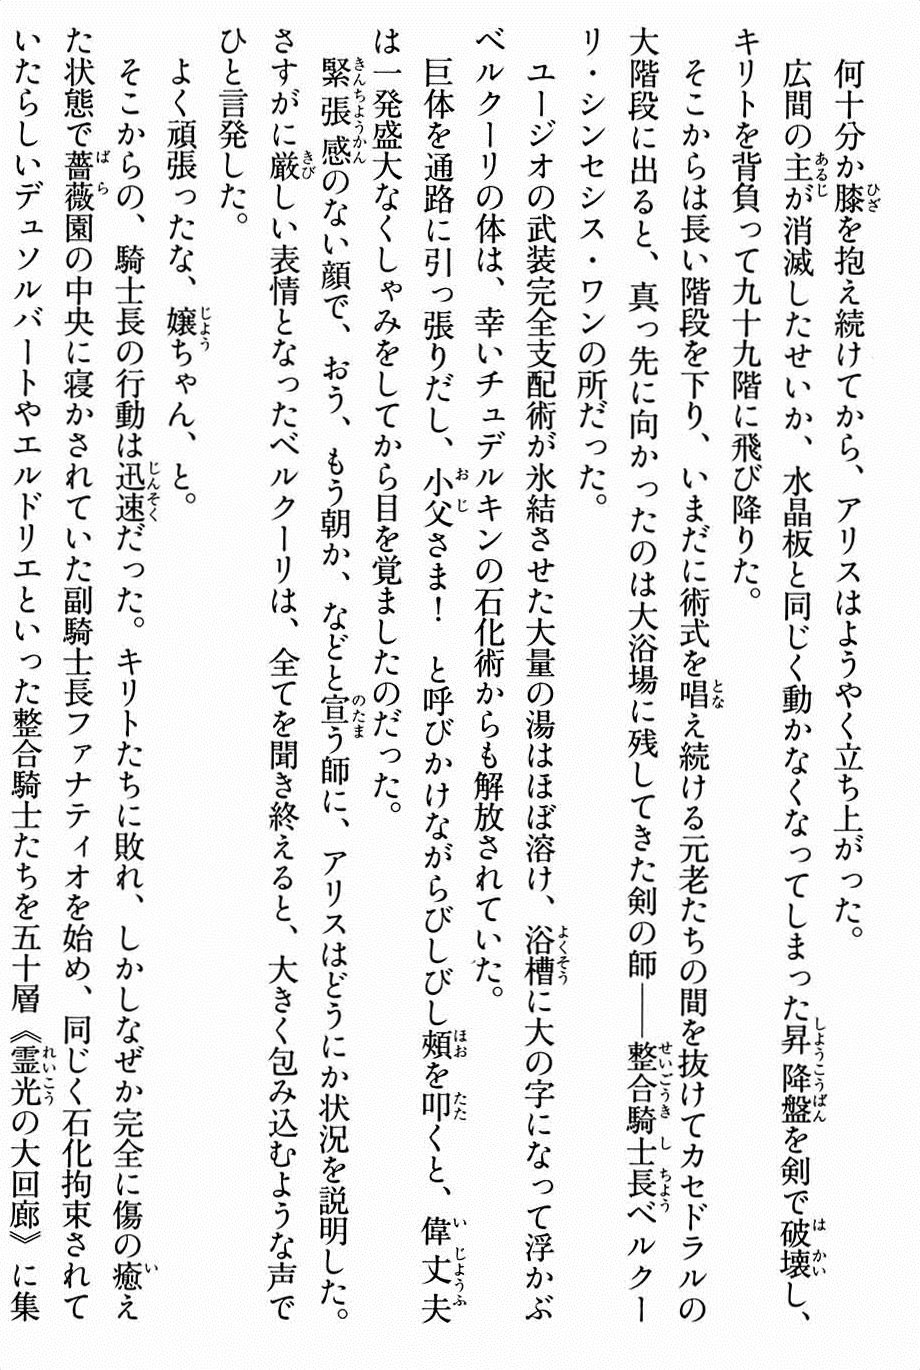 何十分か膝を抱え続けてから、アリスはようやく立ち上がった。
広間の主が消滅したせいか、水晶板と同じく動かなくなってしまった昇降盤を剣で破壊し、
キリトを背負って九十九階に飛び降りた。
そこからは長い階段を下り、いまだに術式を唱え続ける元老たちの間を抜けてカセドラルの
大階段に出ると、真っ先に向かったのは大浴場に残してきた剣の師――整合騎士長ベルクー
リ・シンセシス・ワンの所だった。
ユージオの武装完全支配術が氷結させた大量の湯はほぼ溶け、浴槽に大の字になって浮かぶ
ベルクーリの体は、幸いチュデルキンの石化術からも解放されていた。
巨体を通路に引っ張りだし、小父さま！　と呼びかけながらびしびし頰を叩くと、偉丈夫
は一発盛大なくしゃみをしてから目を覚ましたのだった。
緊張感のない顔で、おう、もう朝か、などと宣う師に、アリスはどうにか状況を説明した。
さすがに厳しい表情となったベルクーリは、全てを聞き終えると、大きく包み込むような声で
ひと言発した。
よく頑張ったな、嬢ちゃん、と。
そこからの、騎士長の行動は迅速だった。キリトたちに敗れ、しかしなぜか完全に傷の癒え
た状態で薔薇園の中央に寝かされていた副騎士長ファナティオを始め、同じく石化拘束されて
いたらしいデュソルバートやエルドリエといった整合騎士たちを五十層《霊光の大回廊》に集